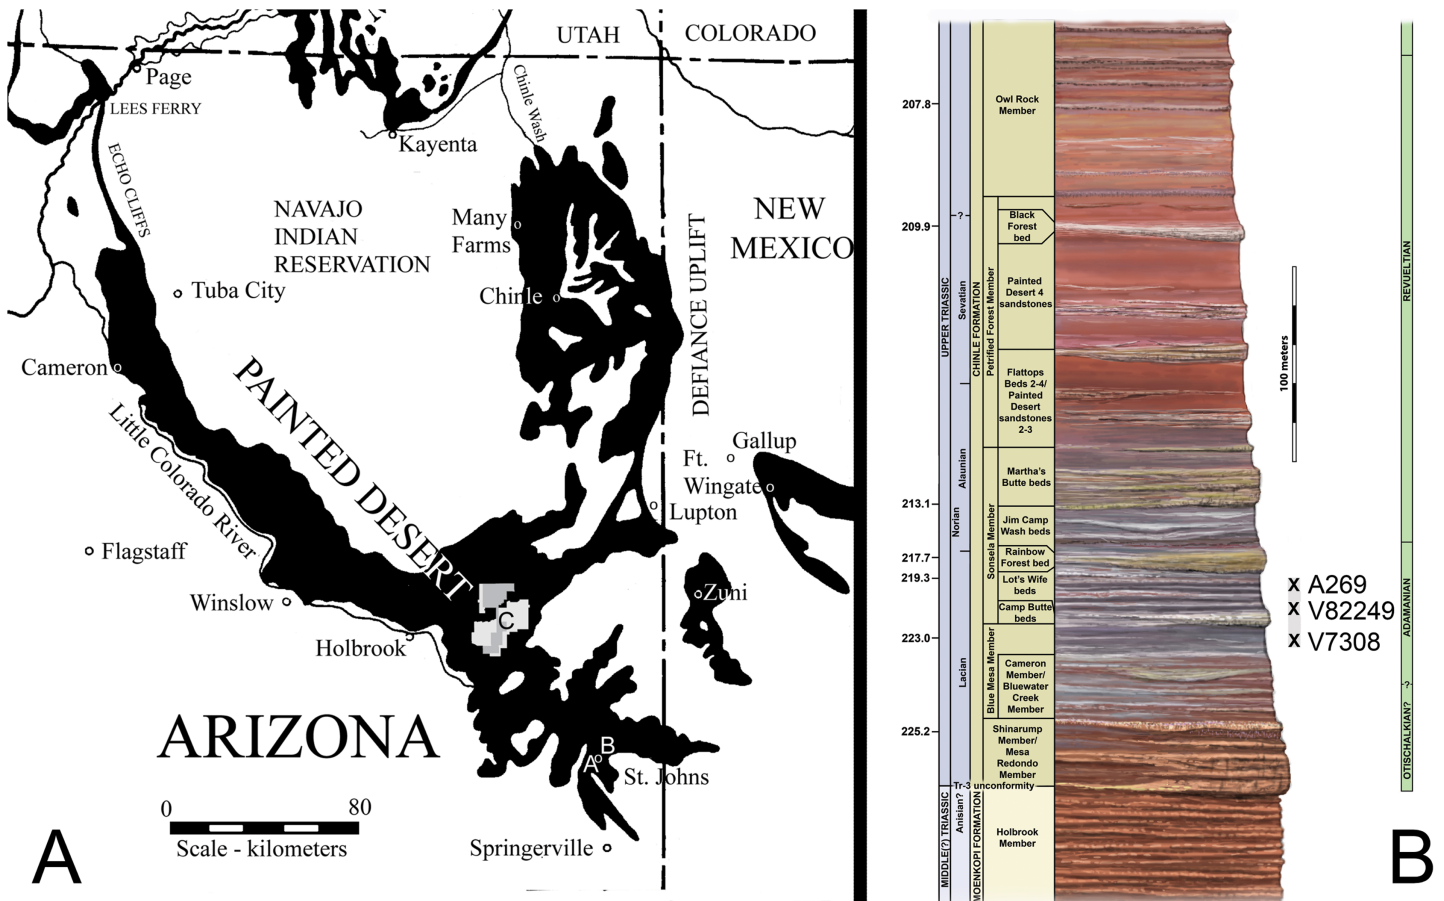 UTAH
COLORADO
Page
LEES FERRY
Chinle Wash
Kayenta
ECHO CLIFFS
NAVAJO
INDIAN
RESERVATION
Many
Farms
NEW
MEXICO
Tuba City
Chinle
DEFIANCE UPLIFT
Cameron
PAINTED DESERT
Little Colorado River
Gallup
Ft.
Wingate
Lupton
Flagstaff
Winslow
Zuni
C
Holbrook
ARIZONA
B
A
St. Johns
0 80
Scale - kilometers
Springerville
A
207.8
209.9
213.1
217.7
219.3
223.0
225.2
UPPER TRIASSIC
MIDDLE(?) TRIASSIC
?
Sevatian
Alaunian
Norian
Lacian
Anisian?
CHINLE FORMATION
MOENKOPI FORMATION
Petrified Forest Member
Sonsela Member
Blue Mesa Member
Owl Rock
Member
Black
Forest
bed
Painted
Desert 4
sandstones
Flattops
Beds 2-4/
Painted
Desert
sandstones
2-3
Martha's
Butte beds
Jim Camp
Wash beds
Rainbow
Forest bed
Lot's Wife
beds
Camp Butte
beds
Cameron
Member/
Bluewater
Creek
Member
Shinarump
Member/
Mesa
Redondo
Member
Tr-3 unconformity
Holbrook
Member
100 meters
x A269
x V82249
x V7308
REVUELTIAN
ADAMANIAN
?
OTISCHALKIAN?
B